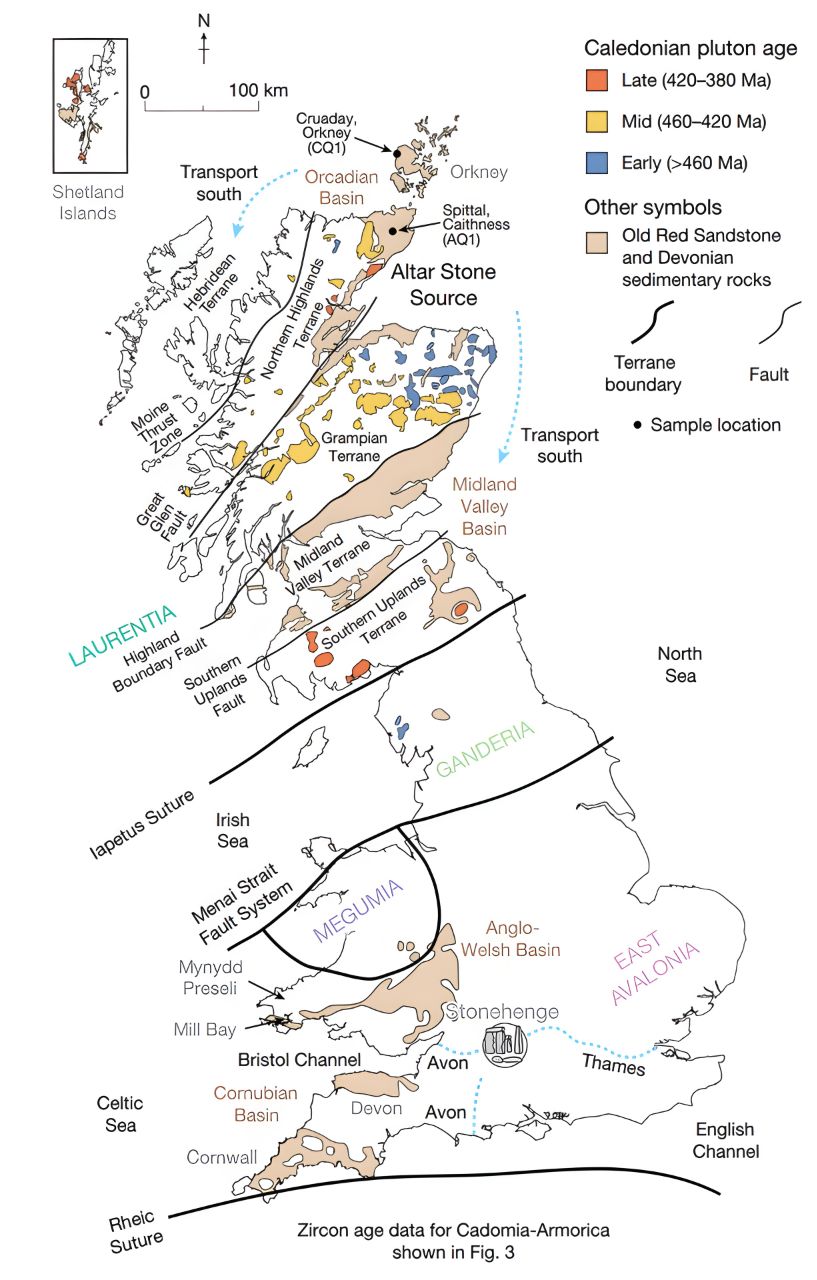 N
0
100 km
Caledonian pluton age
Late (420–380 Ma)
Mid (460–420 Ma)
Early (>460 Ma)
Other symbols
Old Red Sandstone
and Devonian
sedimentary rocks
Terrane
boundary
Fault
Sample location
Shetland
Islands
Transport
south
Cruaday,
Orkney
(CQ1)
Orcadian
Basin
Orkney
Spittal,
Caithness
(AQ1)
Altar Stone
Source
Hebridean
Terrane
Northern Highlands
Terrane
Moine
Thrust
Zone
Great
Glen
Fault
Grampian
Terrane
Transport
south
Midland
Valley
Basin
Midland
Valley Terrane
LAURENTIA
Highland
Boundary Fault
Southern
Uplands
Fault
Southern Uplands
Terrane
North
Sea
GANDERIA
Iapetus Suture
Irish
Sea
Menai Strait
Fault System
MEGUMIA
Anglo-
Welsh Basin
EAST
AVALONIA
Mynydd
Preseli
Mill Bay
Stonehenge
Bristol Channel
Avon
Thames
Cornubian
Basin
Devon
Avon
Celtic
Sea
English
Channel
Cornwall
Rheic
Suture
Zircon age data for Cadomia-Armorica
shown in Fig. 3